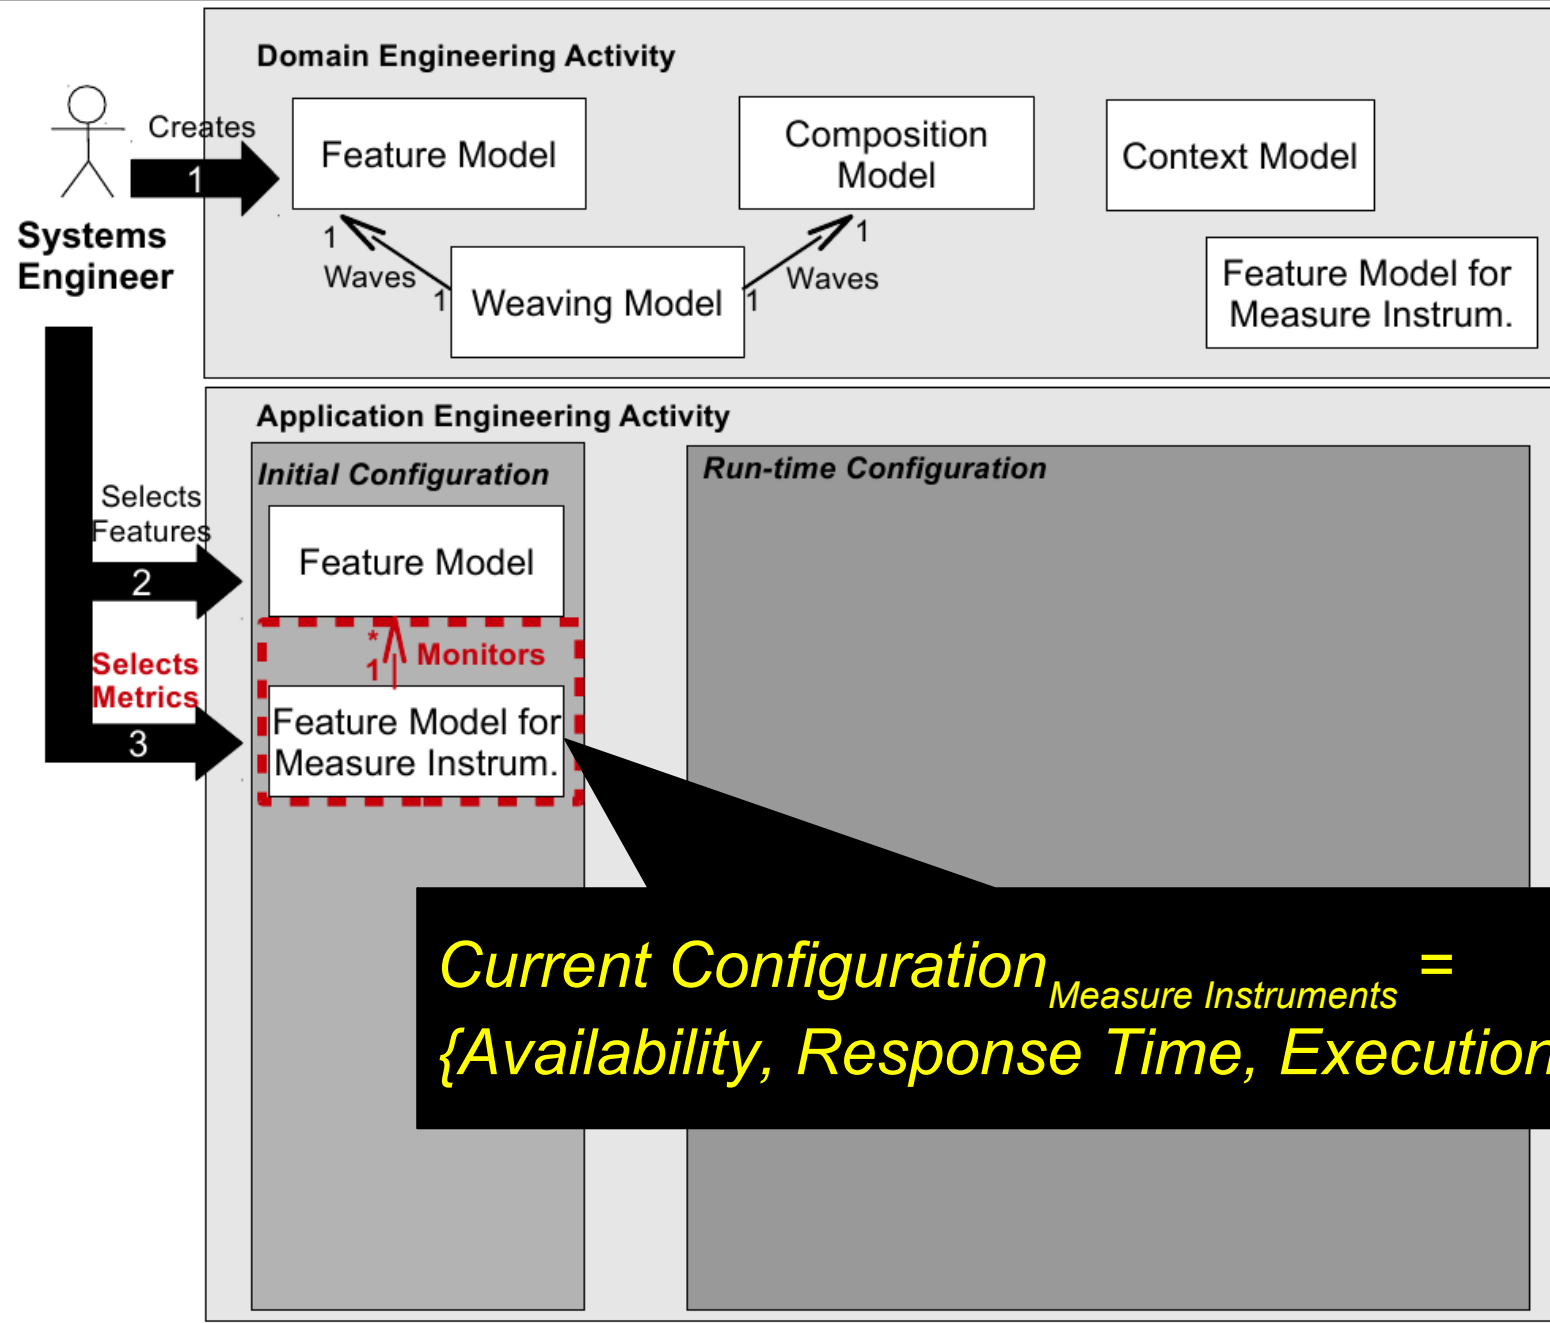 Domain Engineering Activity
Creates
1
Feature Model
Composition
Model
Context Model
Systems
Engineer
1
Waves
1
Weaving Model
1
Waves
1
Feature Model for
Measure Instrum.
Application Engineering Activity
Initial Configuration
Run-time Configuration
Selects
Features
2
Feature Model
*
1
Monitors
Selects
Metrics
3
Feature Model for
Measure Instrum.
Current Configuration Measure Instruments =
{Availability, Response Time, Execution